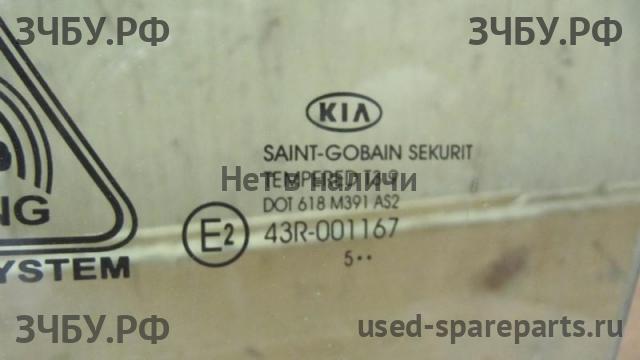 ЗЧБУ.РФ ЗЧБУ.РФ
KIA
SAINT-GOBAIN SEKURIT
TEMPERED
Нет в наличи
DOT 618 M391 AS2
NG
E2 43R-001167
YSTEM
5••
ЗЧБУ.РФ used-spareparts.ru